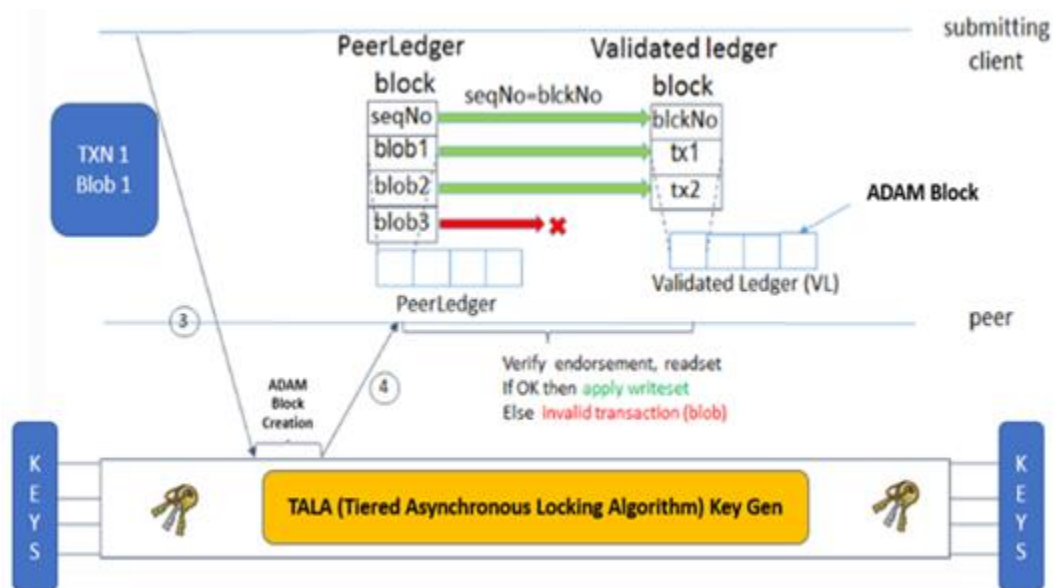 submitting
client
PeerLedger
Validated ledger
block
block
seqNo=blckNo
seqNo
blckNo
blob1
tx1
blob2
tx2
blob3
TXN 1
Blob 1
ADAM Block
PeerLedger
Validated Ledger (VL)
3
peer
4
ADAM
Block
Creation
Verify endorsement, readset
If OK then apply writeset
Else invalid transaction (blob)
K
E
Y
S
TALA (Tiered Asynchronous Locking Algorithm) Key Gen
K
E
Y
S